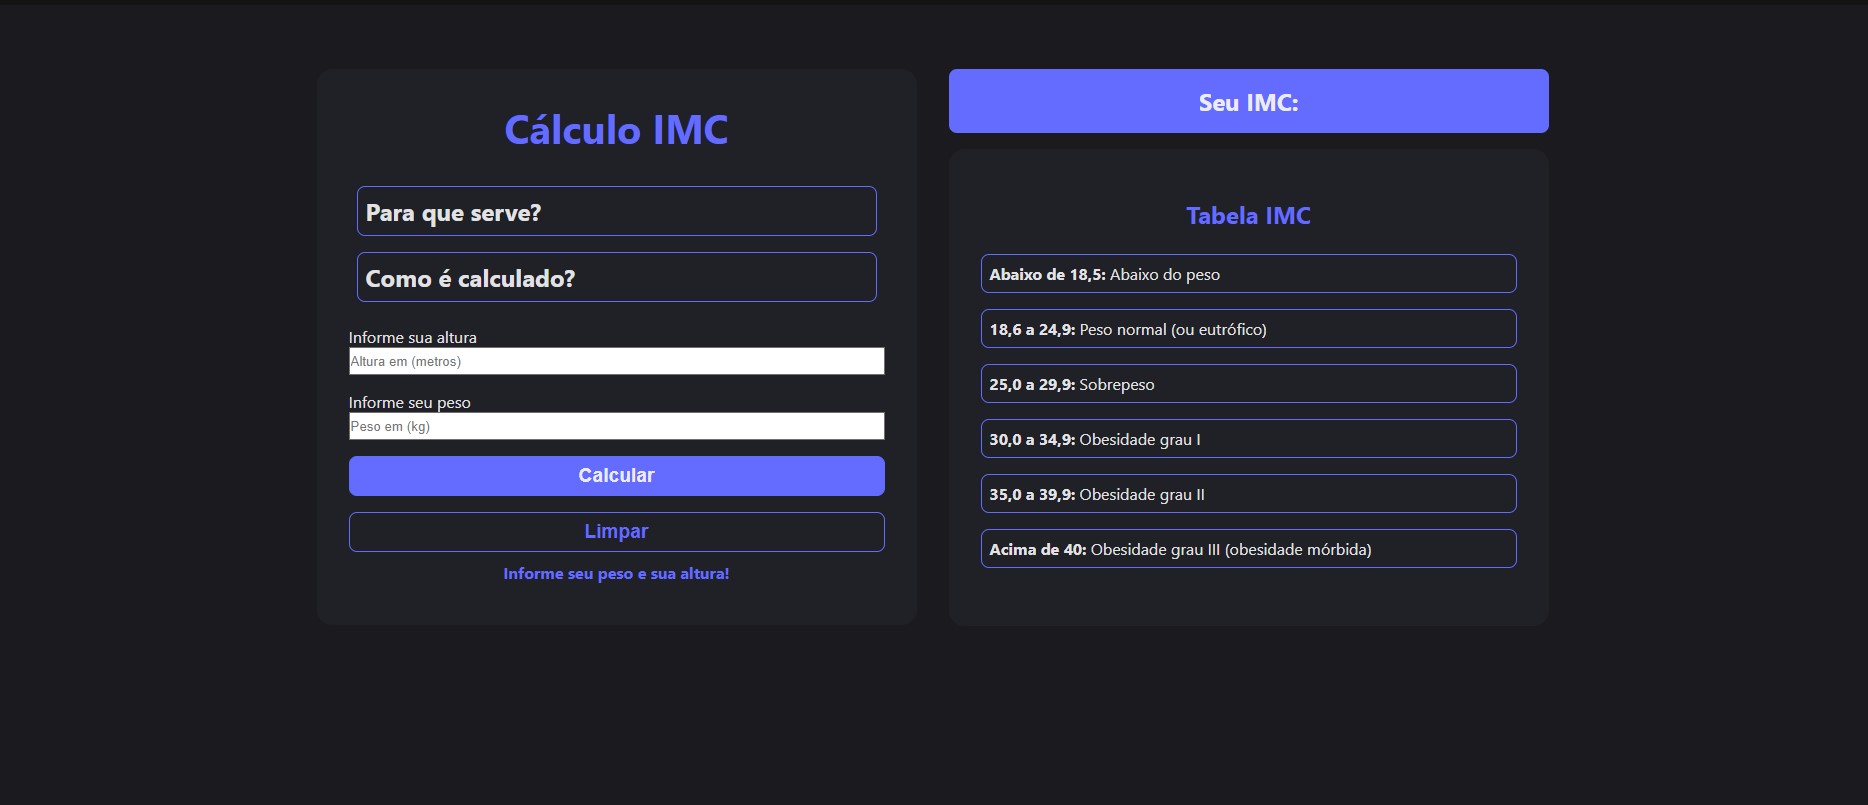 Cálculo IMC
Para que serve?
Como é calculado?
Informe sua altura
Altura em (metros)
Informe seu peso
Peso em (kg)
Calcular
Limpar
Informe seu peso e sua altura!
Seu IMC:
Tabela IMC
Abaixo de 18,5: Abaixo do peso
18,6 a 24,9: Peso normal (ou eutrófico)
25,0 a 29,9: Sobrepeso
30,0 a 34,9: Obesidade grau I
35,0 a 39,9: Obesidade grau II
Acima de 40: Obesidade grau III (obesidade mórbida)